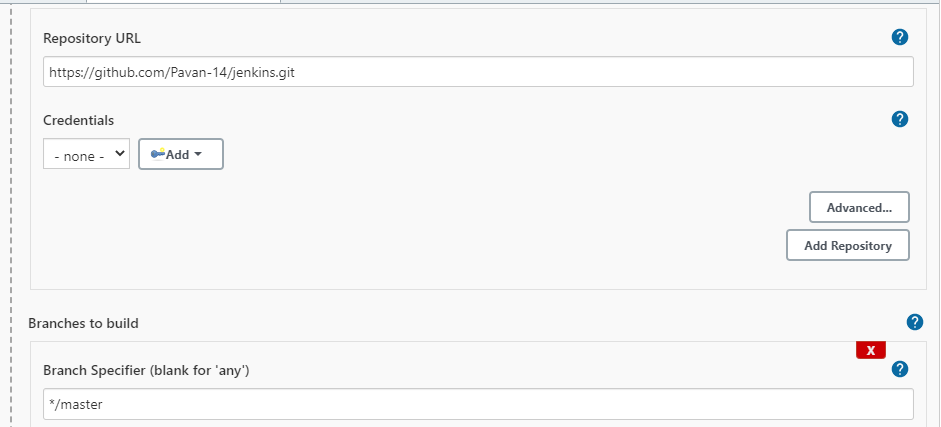 Repository URL
?
https://github.com/Pavan-14/jenkins.git
Credentials
?
- none -
Add
Advanced...
Add Repository
Branches to build
?
X
Branch Specifier (blank for 'any')
?
*/master